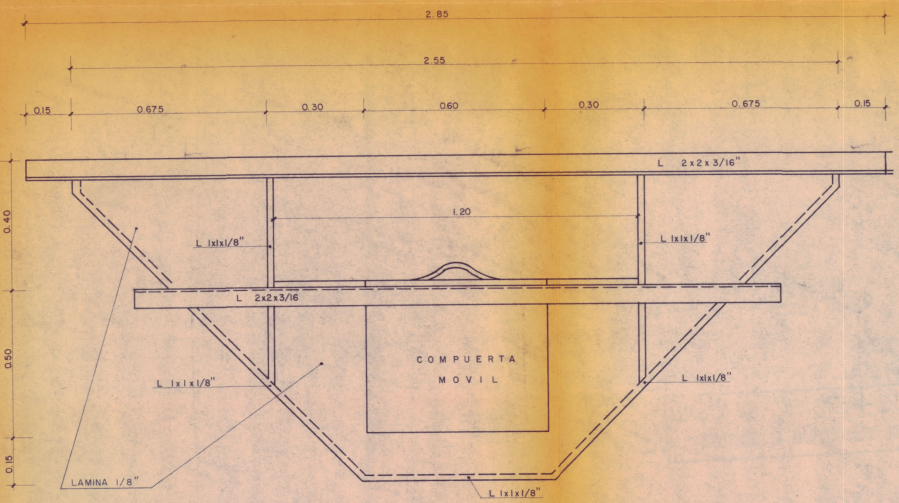 2.85
2.55
0.15
0.675
0.30
0.60
0.30
0.675
0.15
L 2x2x3/16"
0.40
1.20
L 1x1x1/8"
L 1x1x1/8"
L 2x2x3/16
0.50
COMPUERTA
MOVIL
L 1x1x1/8"
L 1x1x1/8"
0.15
LAMINA 1/8"
L 1x1x1/8"